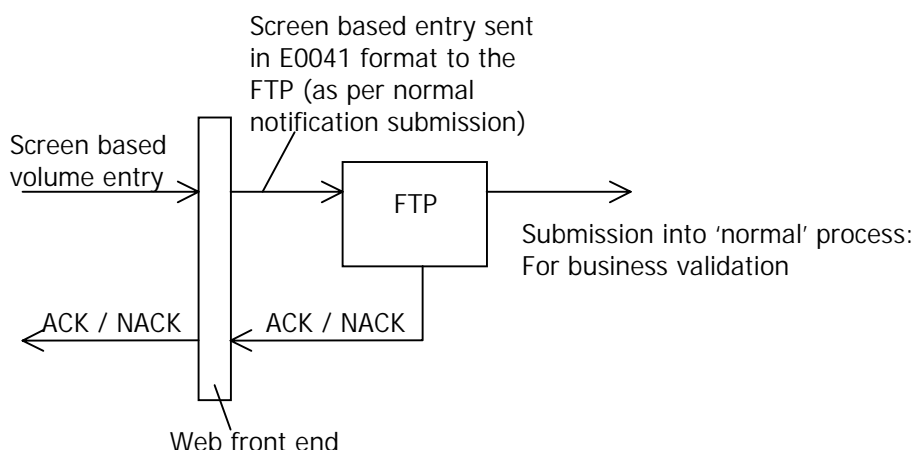 Screen based entry sent
in E0041 format to the
FTP (as per normal
notification submission)
Screen based
volume entry
FTP
Submission into ‘normal’ process:
For business validation
ACK / NACK
ACK / NACK
Web front end